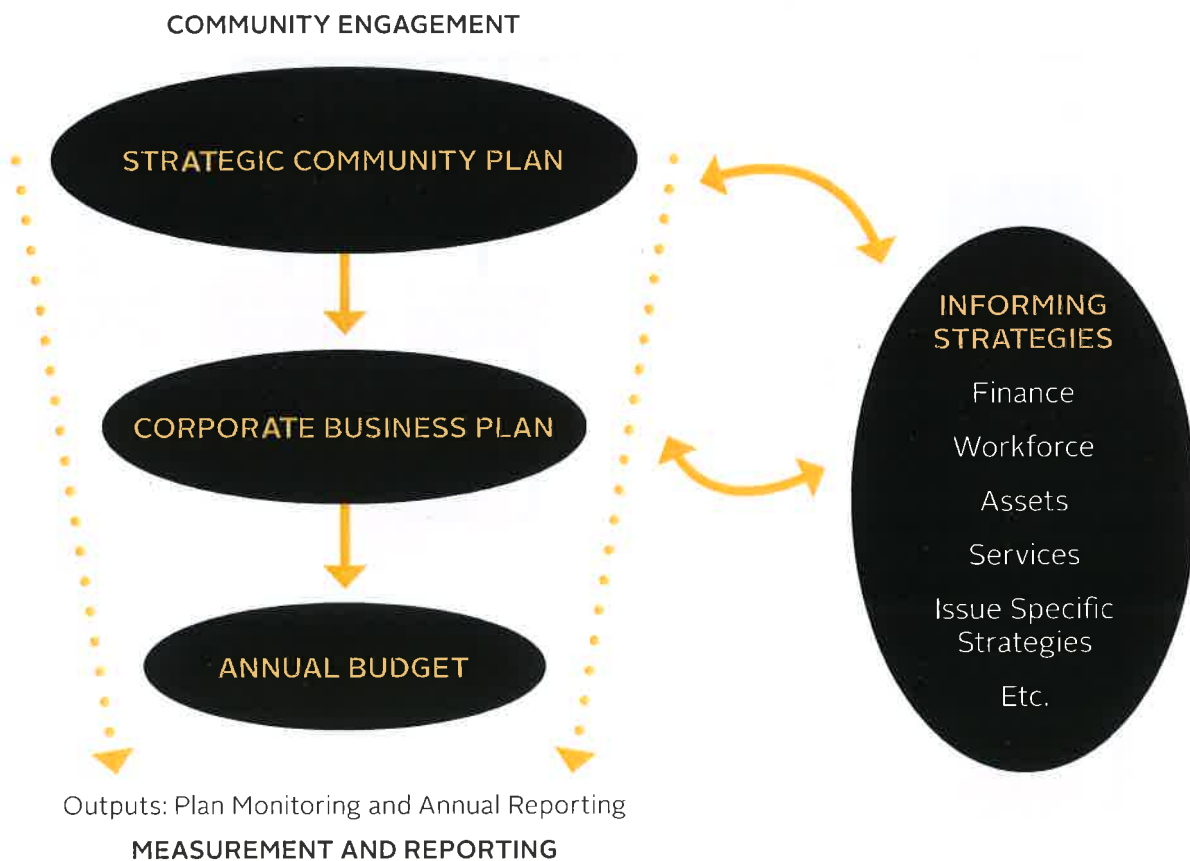 COMMUNITY ENGAGEMENT
STRATEGIC COMMUNITY PLAN
CORPORATE BUSINESS PLAN
ANNUAL BUDGET
INFORMING
STRATEGIES
Finance
Workforce
Assets
Services
Issue Specific
Strategies
Etc.
Outputs: Plan Monitoring and Annual Reporting
MEASUREMENT AND REPORTING